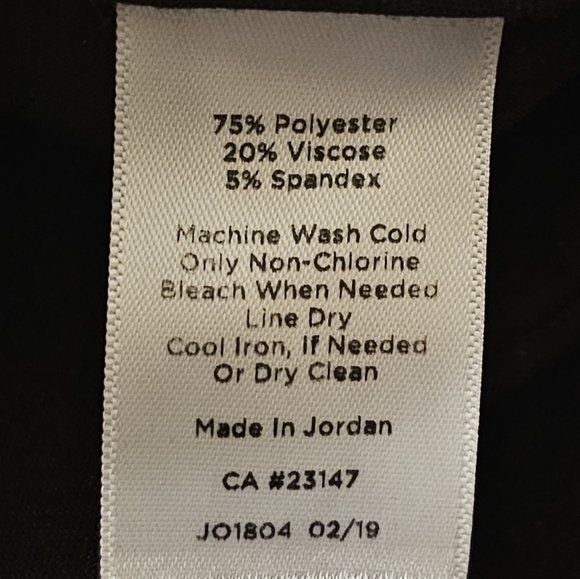 75% Polyester
20% Viscose
5% Spandex
Machine Wash Cold
Only Non-Chlorine
Bleach When Needed
Line Dry
Cool Iron, If Needed
Or Dry Clean
Made In Jordan
CA #23147
JO1804 02/19